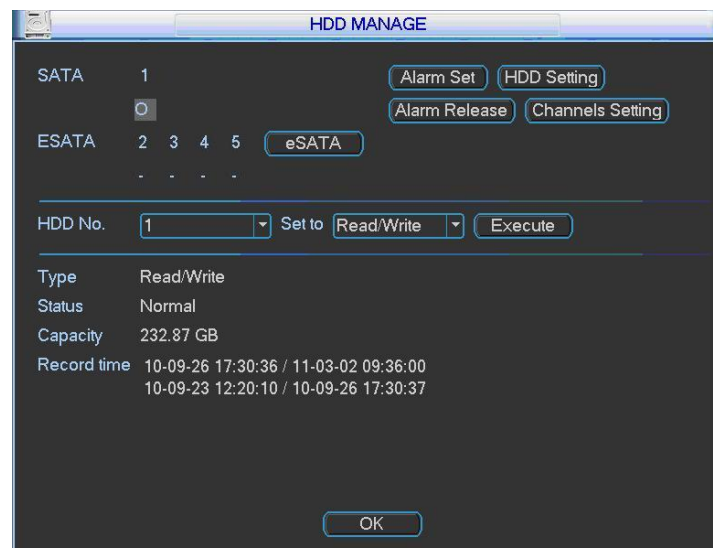 HDD MANAGE
SATA 1 Alarm Set HDD Setting
O Alarm Release Channels Setting
ESATA 2 3 4 5 eSATA
- - - -
HDD No. 1 Set to Read/Write Execute
Type Read/Write
Status Normal
Capacity 232.87 GB
Record time 10-09-26 17:30:36 / 11-03-02 09:36:00
10-09-23 12:20:10 / 10-09-26 17:30:37
OK